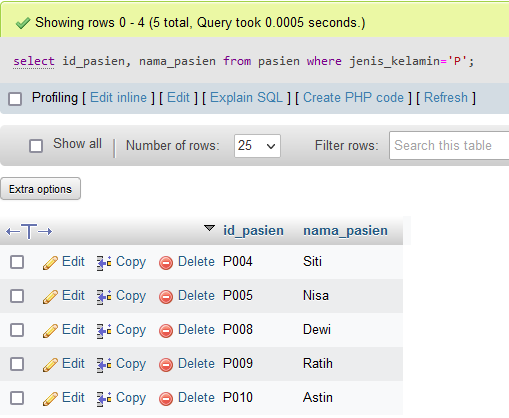 Showing rows 0 - 4 (5 total, Query took 0.0005 seconds.)
select id_pasien, nama_pasien from pasien where jenis_kelamin='P';
Profiling [ Edit inline ] [ Edit ] [ Explain SQL ] [ Create PHP code ] [ Refresh ]
Show all Number of rows: 25 Filter rows: Search this table
Extra options
←T→ id_pasien nama_pasien
Edit Copy Delete P004 Siti
Edit Copy Delete P005 Nisa
Edit Copy Delete P008 Dewi
Edit Copy Delete P009 Ratih
Edit Copy Delete P010 Astin